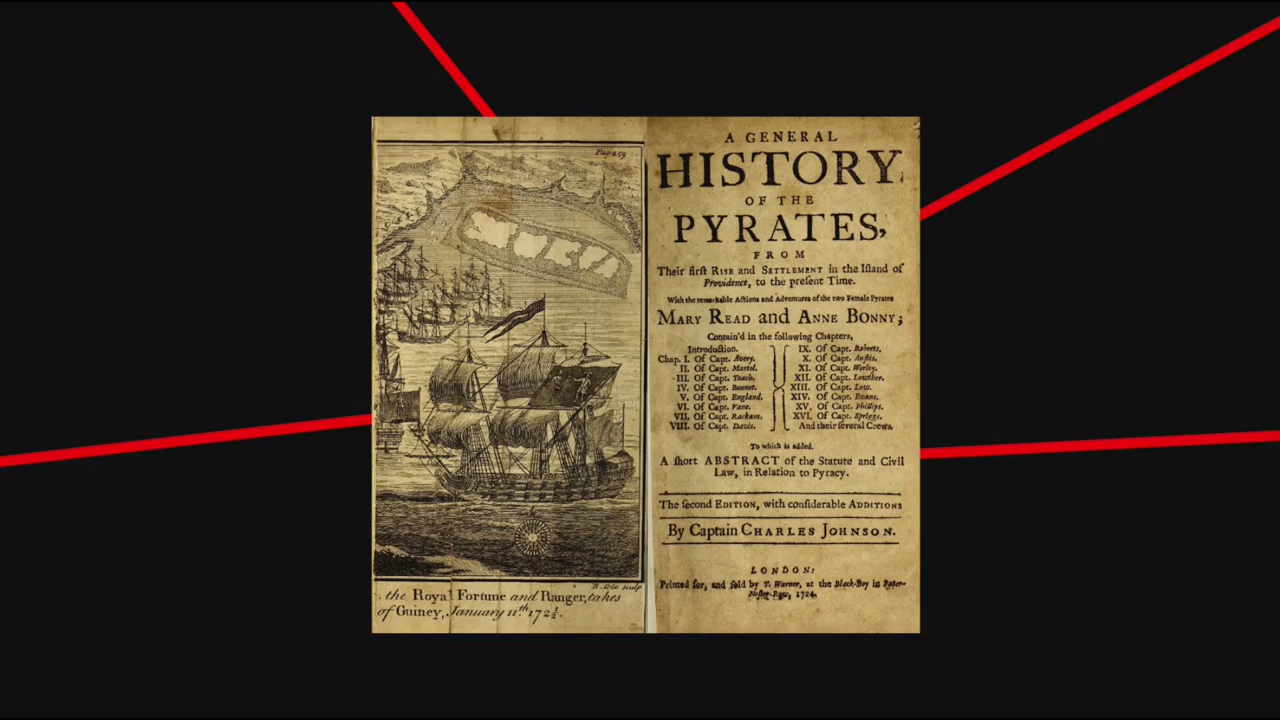 Page 259
B. Cole sculp
the Royal Fortune and Ranger, takes
of Guiney, January 11th. 172½.
A GENERAL
HISTORY
OF THE
PYRATES,
FROM
Their firſt RISE and SETTLEMENT in the Iſland of
Providence, to the preſent Time.
With the remarkable Actions and Adventures of the two Female Pyrates
MARY READ and ANNE BONNY;
Contain'd in the following Chapters,
Introduction.
Chap. I. Of Capt. Avery.
II. Of Capt. Martel.
III. Of Capt. Teach.
IV. Of Capt. Bonnet.
V. Of Capt. England.
VI. Of Capt. Vane.
VII. Of Capt. Rackam.
VIII. Of Capt. Davis.
IX. Of Capt. Roberts.
X. Of Capt. Anſtis.
XI. Of Capt. Worley.
XII. Of Capt. Lowther.
XIII. Of Capt. Low.
XIV. Of Capt. Evans.
XV. Of Capt. Phillips.
XVI. Of Capt. Spriggs.
And their ſeveral Crews.
To which is added.
A ſhort ABSTRACT of the Statute and Civil
Law, in Relation to Pyracy.
The ſecond EDITION, with conſiderable ADDITIONS
By Captain CHARLES JOHNSON.
LONDON:
Printed for, and ſold by T. Warner, at the Black-Boy in Pater-
Noſter-Row, 1724.